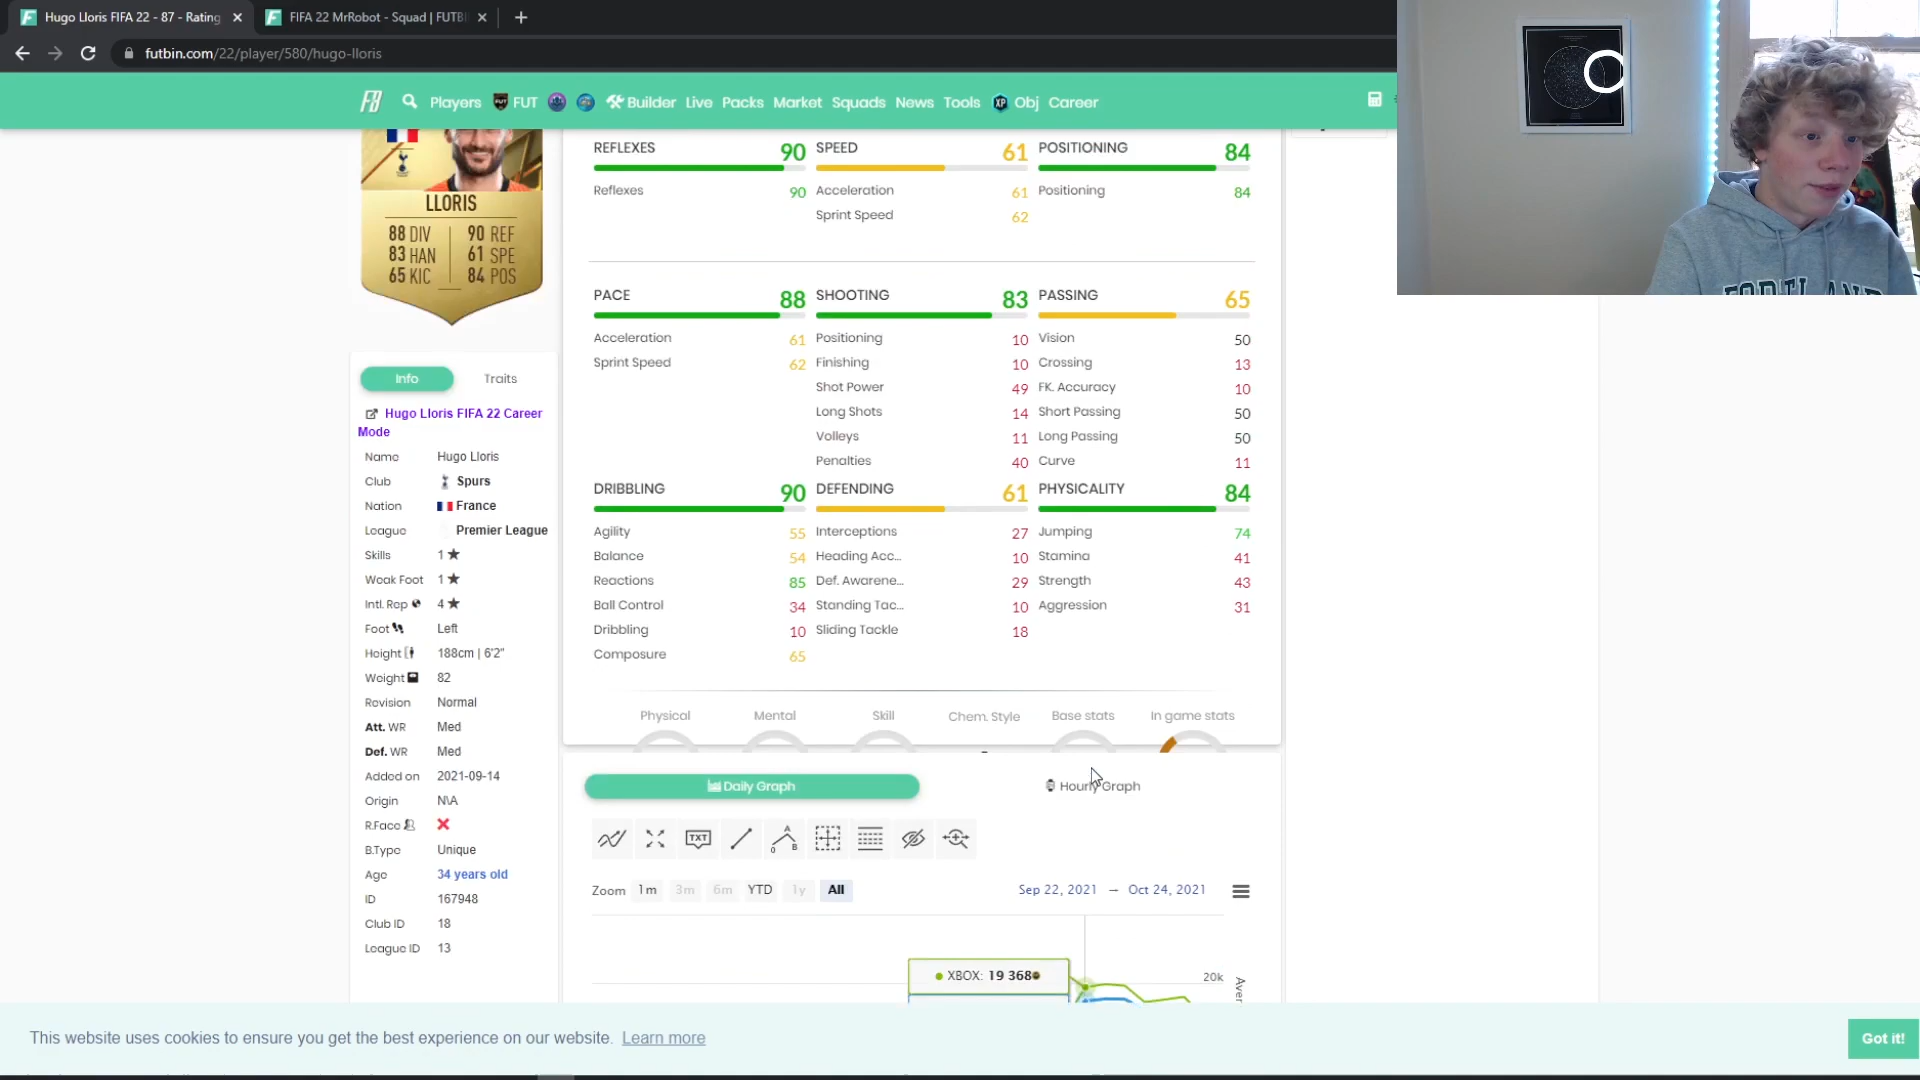 Hugo Lloris FIFA 22 - 87 - Rating
FIFA 22 MrRobot - Squad | FUTBI
futbin.com/22/player/580/hugo-lloris
Players FUT Builder Live Packs Market Squads News Tools XP Obj Career
LLORIS
88 DIV 90 REF
83 HAN 61 SPE
65 KIC 84 POS
REFLEXES 90 SPEED 61 POSITIONING 84
Reflexes 90 Acceleration 61 Positioning 84
Sprint Speed 62
PACE 88 SHOOTING 83 PASSING 65
Acceleration 61 Positioning 10 Vision 50
Sprint Speed 62 Finishing 10 Crossing 13
Shot Power 49 FK. Accuracy 10
Long Shots 14 Short Passing 50
Volleys 11 Long Passing 50
Penalties 40 Curve 11
DRIBBLING 90 DEFENDING 61 PHYSICALITY 84
Agility 55 Interceptions 27 Jumping 74
Balance 54 Heading Acc... 10 Stamina 41
Reactions 85 Def. Awarene... 29 Strength 43
Ball Control 34 Standing Tac... 10 Aggression 31
Dribbling 10 Sliding Tackle 18
Composure 65
Physical Mental Skill Chem. Style Base stats In game stats
Info Traits
Hugo Lloris FIFA 22 Career
Mode
Name Hugo Lloris
Club Spurs
Nation France
League Premier League
Skills 1
Weak Foot 1
Intl. Rep 4
Foot Left
Height 188cm | 6'2"
Weight 82
Revision Normal
Att. WR Med
Def. WR Med
Added on 2021-09-14
Origin N\A
R.Face
B.Type Unique
Age 34 years old
ID 167948
Club ID 18
League ID 13
Daily Graph Hourly Graph
TXT
Zoom 1m 3m 6m YTD 1y All Sep 22, 2021 → Oct 24, 2021
XBOX: 19 368
20k
Aver
This website uses cookies to ensure you get the best experience on our website. Learn more
Got it!